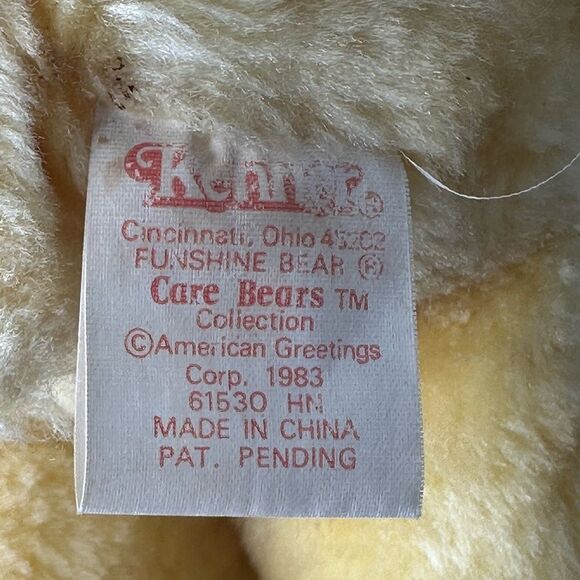 Kenner ®
Cincinnati, Ohio 45202
FUNSHINE BEAR ®
Care Bears TM
Collection
©American Greetings
Corp. 1983
61530 HN
MADE IN CHINA
PAT. PENDING